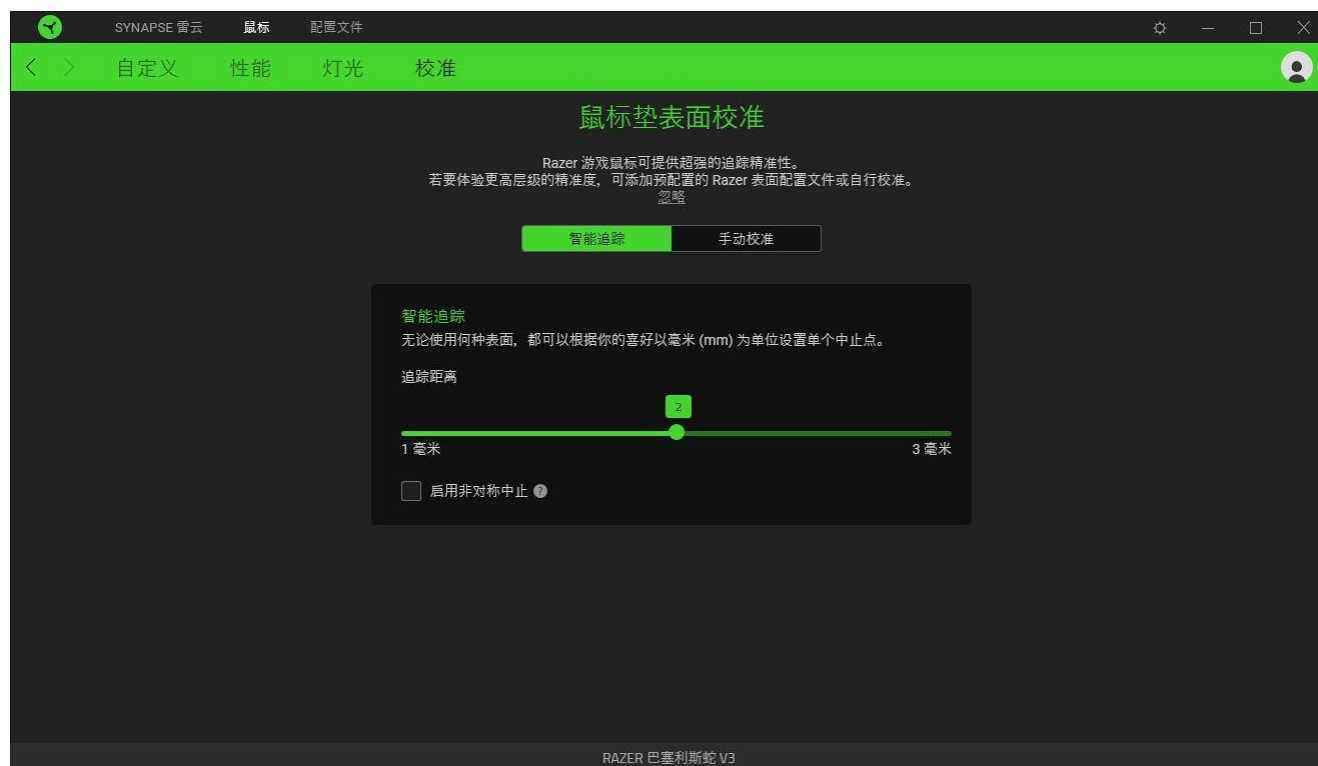 SYNAPSE 雷云 鼠标 配置文件
自定义 性能 灯光 校准
鼠标垫表面校准
Razer 游戏鼠标可提供超强的追踪精准性。
若要体验更高层级的精准度，可添加预配置的 Razer 表面配置文件或自行校准。
忽略
智能追踪 手动校准
智能追踪
无论使用何种表面，都可以根据你的喜好以毫米 (mm) 为单位设置单个中止点。
追踪距离
2
1 毫米 3 毫米
启用非对称中止 ?
RAZER 巴塞利斯蛇 V3